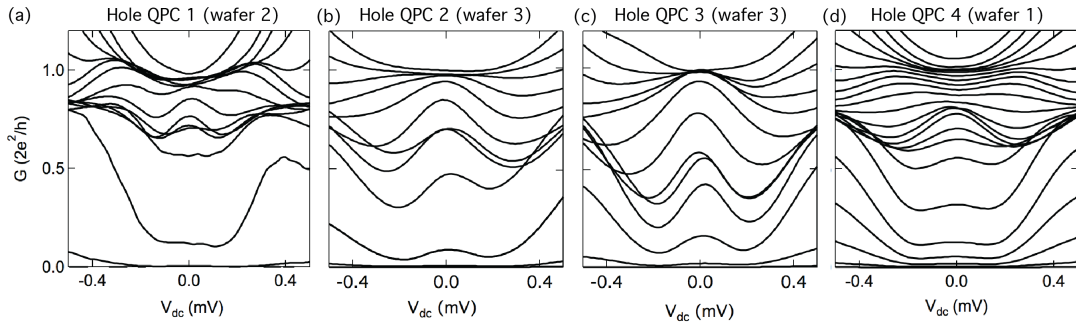 (a) Hole QPC 1 (wafer 2) (b) Hole QPC 2 (wafer 3) (c) Hole QPC 3 (wafer 3) (d) Hole QPC 4 (wafer 1)
1.0
0.5
0.0
G (2e²/h)
-0.4 0.0 0.4 -0.4 0.0 0.4 -0.4 0.0 0.4 -0.4 0.0 0.4
V_dc (mV) V_dc (mV) V_dc (mV) V_dc (mV)